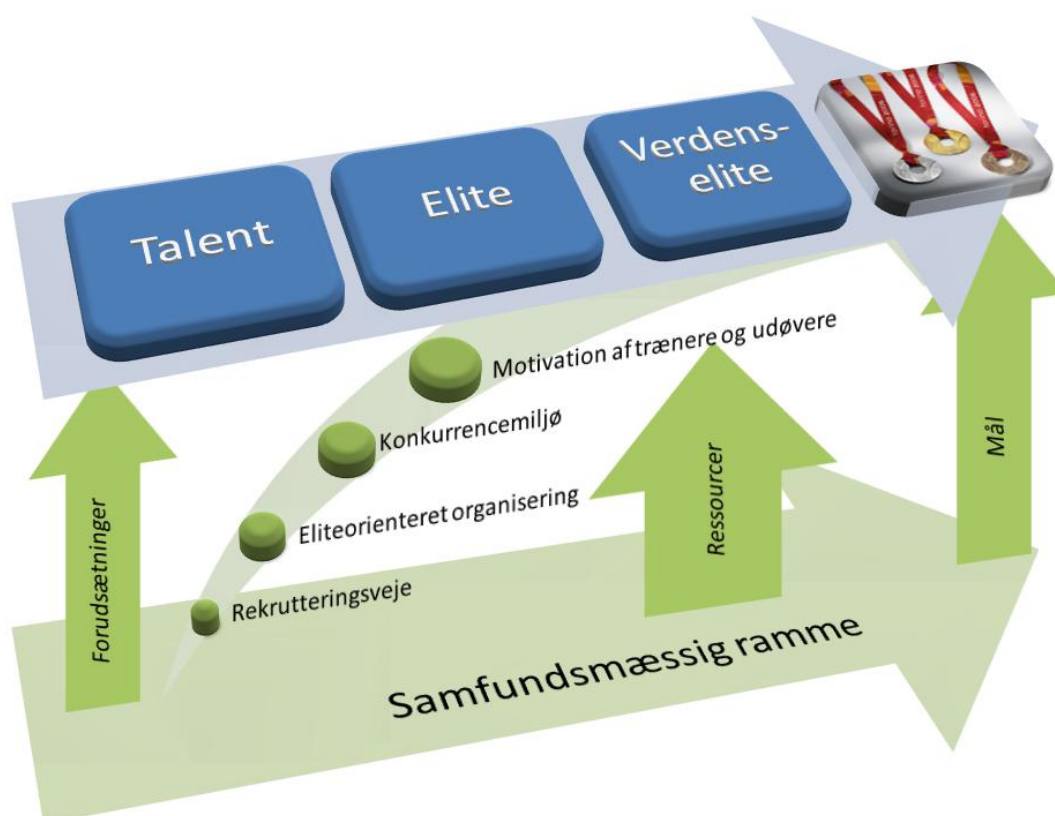 Talent
Elite
Verdens-
elite
Motivation af trænere og udøvere
Konkurrencemiljø
Eliteorienteret organisering
Rekrutteringsveje
Forudsætninger
Ressourcer
Mål
Samfundsmæssig ramme